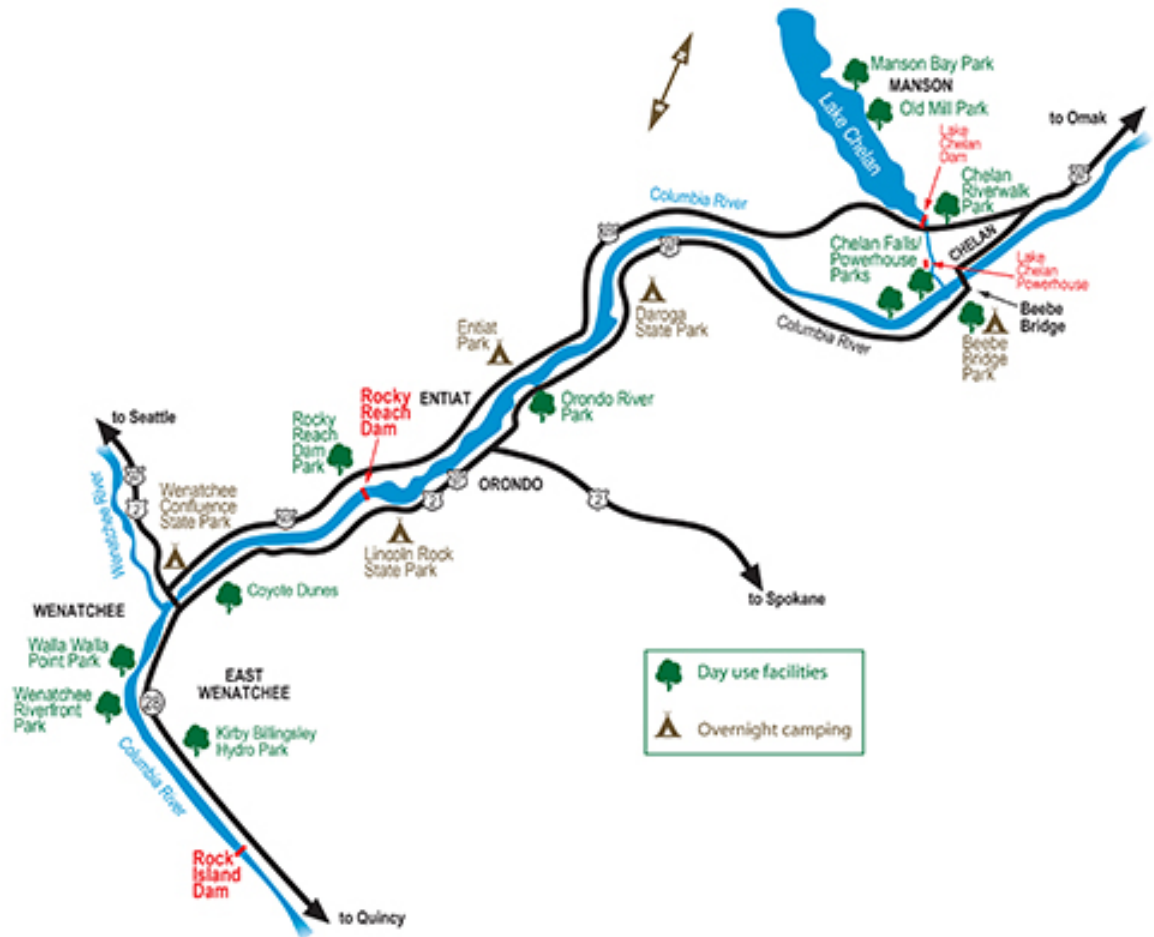 Manson Bay Park
MANSON
Old Mill Park
Lake Chelan
to Omak
Lake
Chelan
Dam
Chelan
Riverwalk
Park
Columbia River
CHELAN
Chelan Falls/
Powerhouse
Parks
Lake
Chelan
Powerhouse
Beebe
Bridge
Daroga
State Park
Columbia River
Beebe
Bridge
Park
Entiat
Park
ENTIAT
Rocky
Reach
Dam
Orondo River
Park
to Seattle
Rocky
Reach
Dam
Park
Wenatchee River
2
Wenatchee
Confluence
State Park
ORONDO
2
2
Lincoln Rock
State Park
Coyote Dunes
to Spokane
WENATCHEE
Walla Walla
Point Park
EAST
WENATCHEE
Day use facilities
Wenatchee
Riverfront
Park
28
Kirby Billingsley
Hydro Park
Overnight camping
Columbia River
Rock
Island
Dam
to Quincy